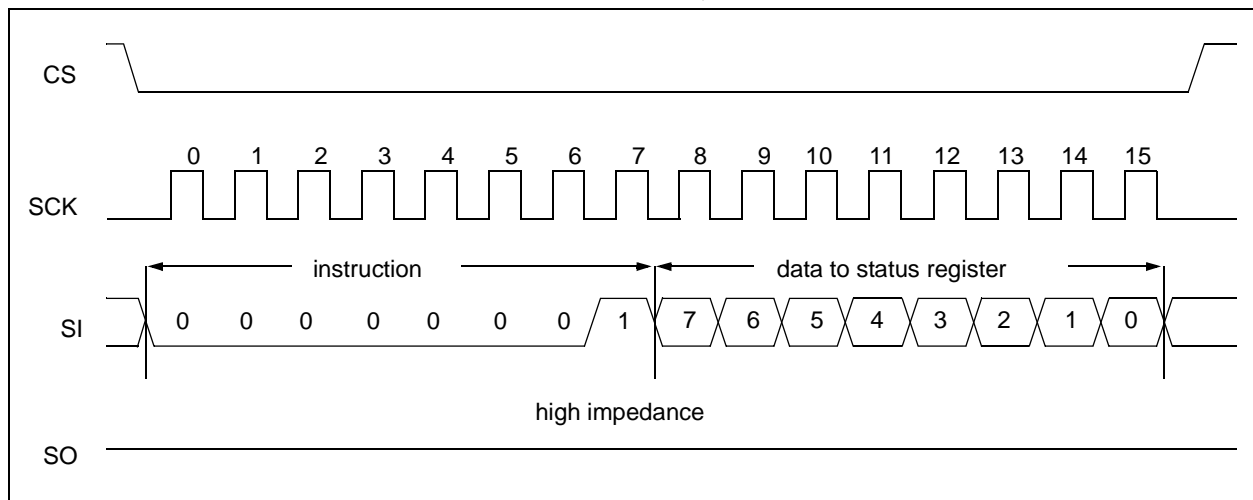 CS
0 1 2 3 4 5 6 7 8 9 10 11 12 13 14 15
SCK
instruction data to status register
SI 0 0 0 0 0 0 0 1 7 6 5 4 3 2 1 0
high impedance
SO